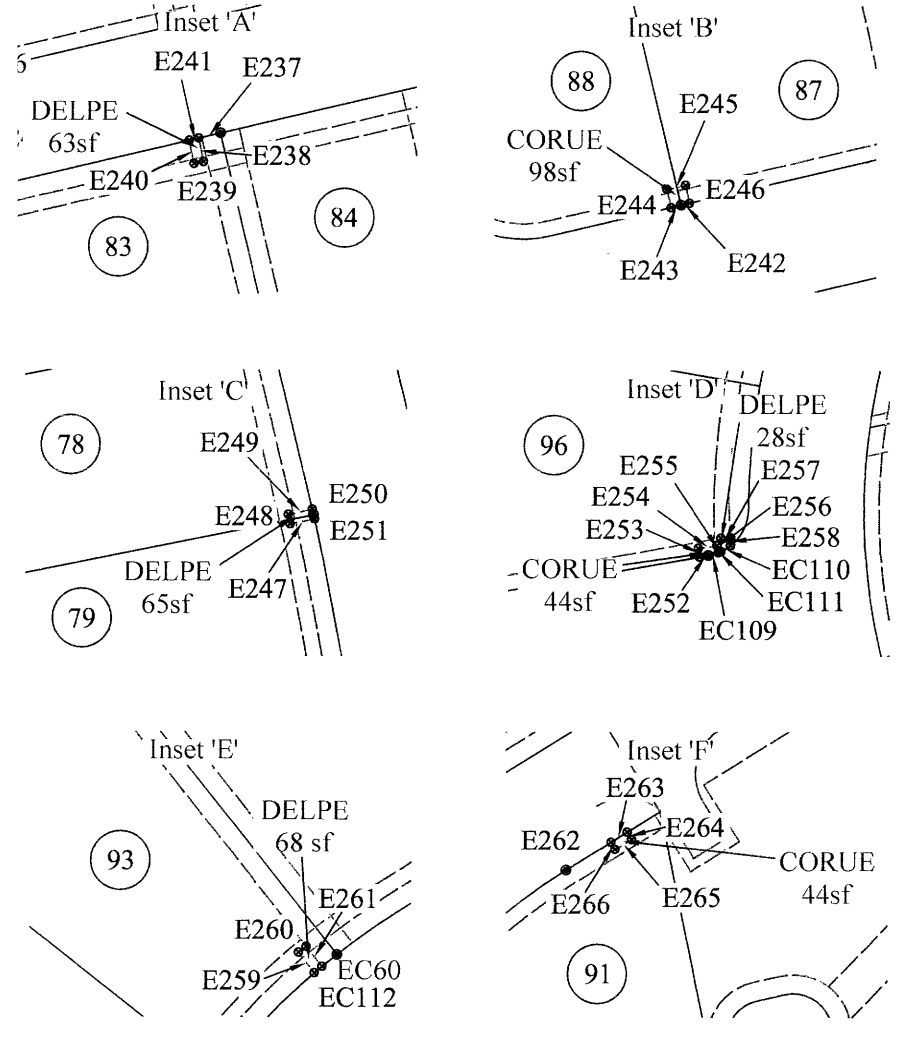 Inset 'A'
E241
E237
DELPE
63sf
E238
E240
E239
83
84
Inset 'B'
88
87
E245
CORUE
98sf
E246
E244
E243
E242
Inset 'C'
78
E249
E250
E248
E251
DELPE
65sf
E247
79
Inset 'D'
DELPE
28sf
96
E255
E257
E254
E256
E253
E258
CORUE
44sf
EC110
E252
EC111
EC109
Inset 'E'
DELPE
68 sf
93
E261
E260
E259
EC60
EC112
Inset 'F'
E263
E262
E264
CORUE
44sf
E266
E265
91